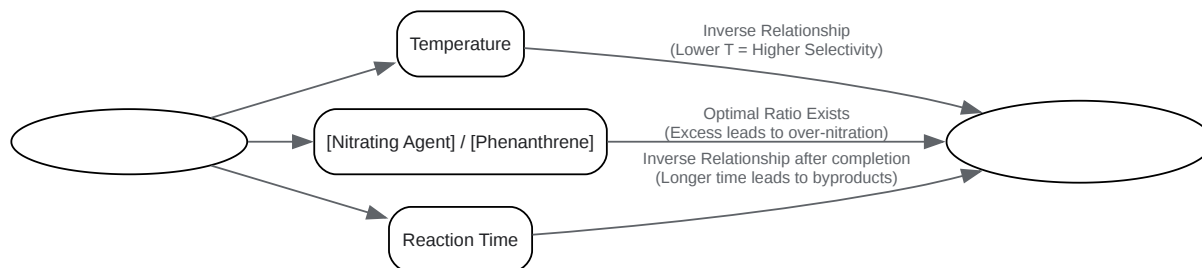 Temperature
Inverse Relationship
(Lower T = Higher Selectivity)
[Nitrating Agent] / [Phenanthrene]
Optimal Ratio Exists
(Excess leads to over-nitration)
Inverse Relationship after completion
(Longer time leads to byproducts)
Reaction Time